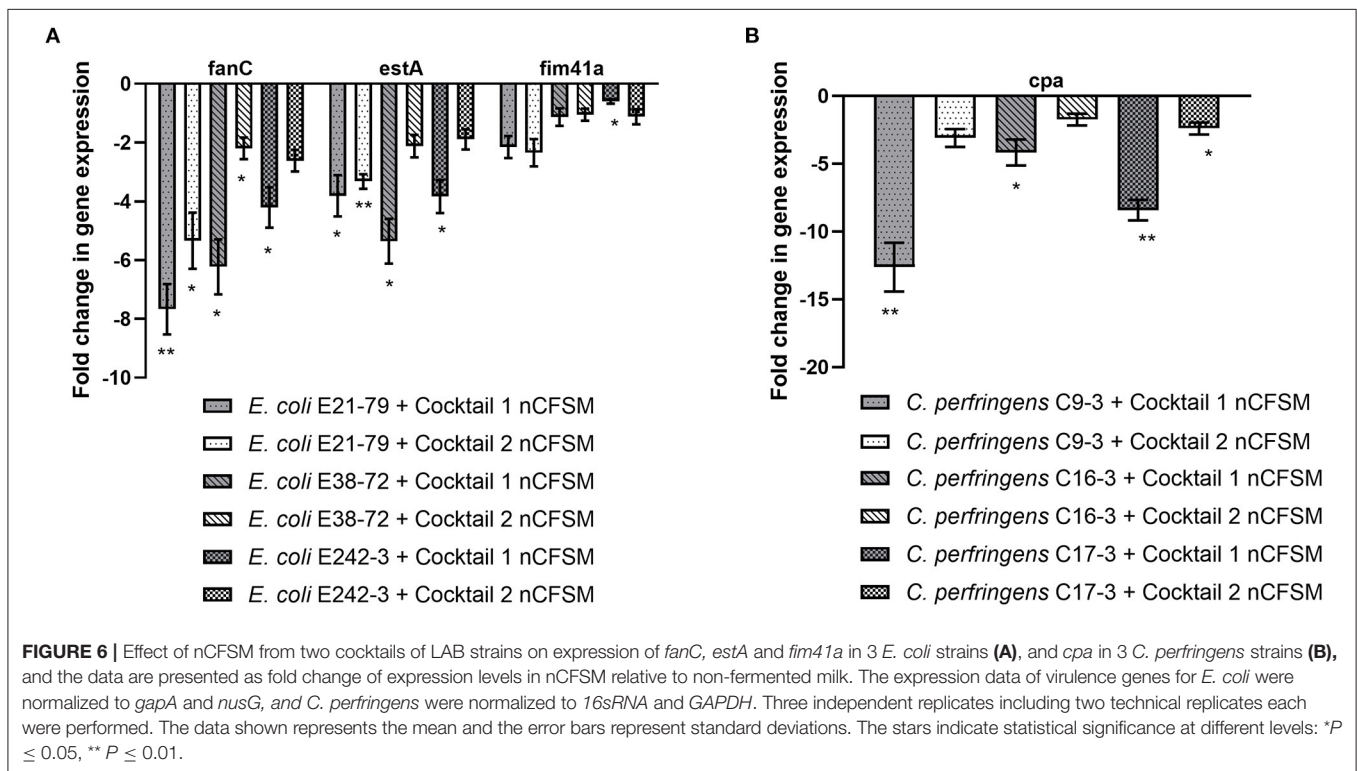 A
Fold change in gene expression
fanC estA fim41a
0
-2
-4
-6
-8
-10
** * * * * * ** * * *
E. coli E21-79 + Cocktail 1 nCFSM
E. coli E21-79 + Cocktail 2 nCFSM
E. coli E38-72 + Cocktail 1 nCFSM
E. coli E38-72 + Cocktail 2 nCFSM
E. coli E242-3 + Cocktail 1 nCFSM
E. coli E242-3 + Cocktail 2 nCFSM
B
Fold change in gene expression
cpa
0
-5
-10
-15
-20
** * ** *
C. perfringens C9-3 + Cocktail 1 nCFSM
C. perfringens C9-3 + Cocktail 2 nCFSM
C. perfringens C16-3 + Cocktail 1 nCFSM
C. perfringens C16-3 + Cocktail 2 nCFSM
C. perfringens C17-3 + Cocktail 1 nCFSM
C. perfringens C17-3 + Cocktail 2 nCFSM
FIGURE 6 | Effect of nCFSM from two cocktails of LAB strains on expression of fanC, estA and fim41a in 3 E. coli strains (A), and cpa in 3 C. perfringens strains (B),
and the data are presented as fold change of expression levels in nCFSM relative to non-fermented milk. The expression data of virulence genes for E. coli were
normalized to gapA and nusG, and C. perfringens were normalized to 16sRNA and GAPDH. Three independent replicates including two technical replicates each
were performed. The data shown represents the mean and the error bars represent standard deviations. The stars indicate statistical significance at different levels: *P
≤ 0.05, ** P ≤ 0.01.